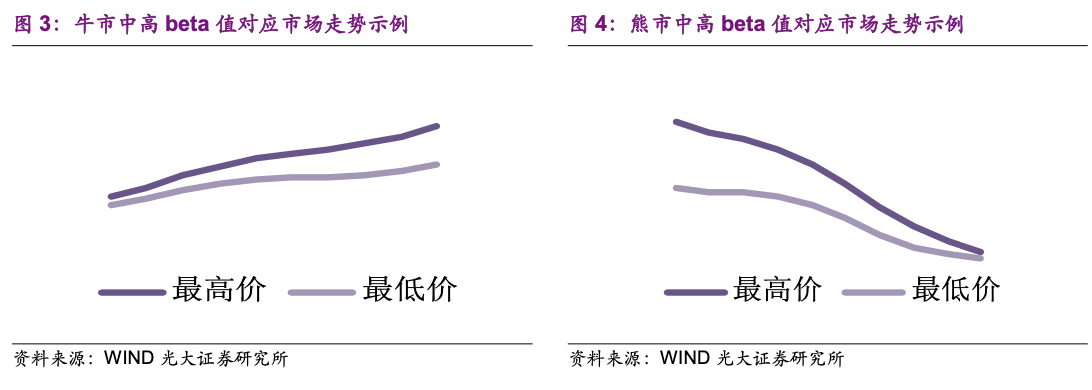 图 3：牛市中高 beta 值对应市场走势示例
最高价 最低价
资料来源：WIND 光大证券研究所
图 4：熊市中高 beta 值对应市场走势示例
最高价 最低价
资料来源：WIND 光大证券研究所